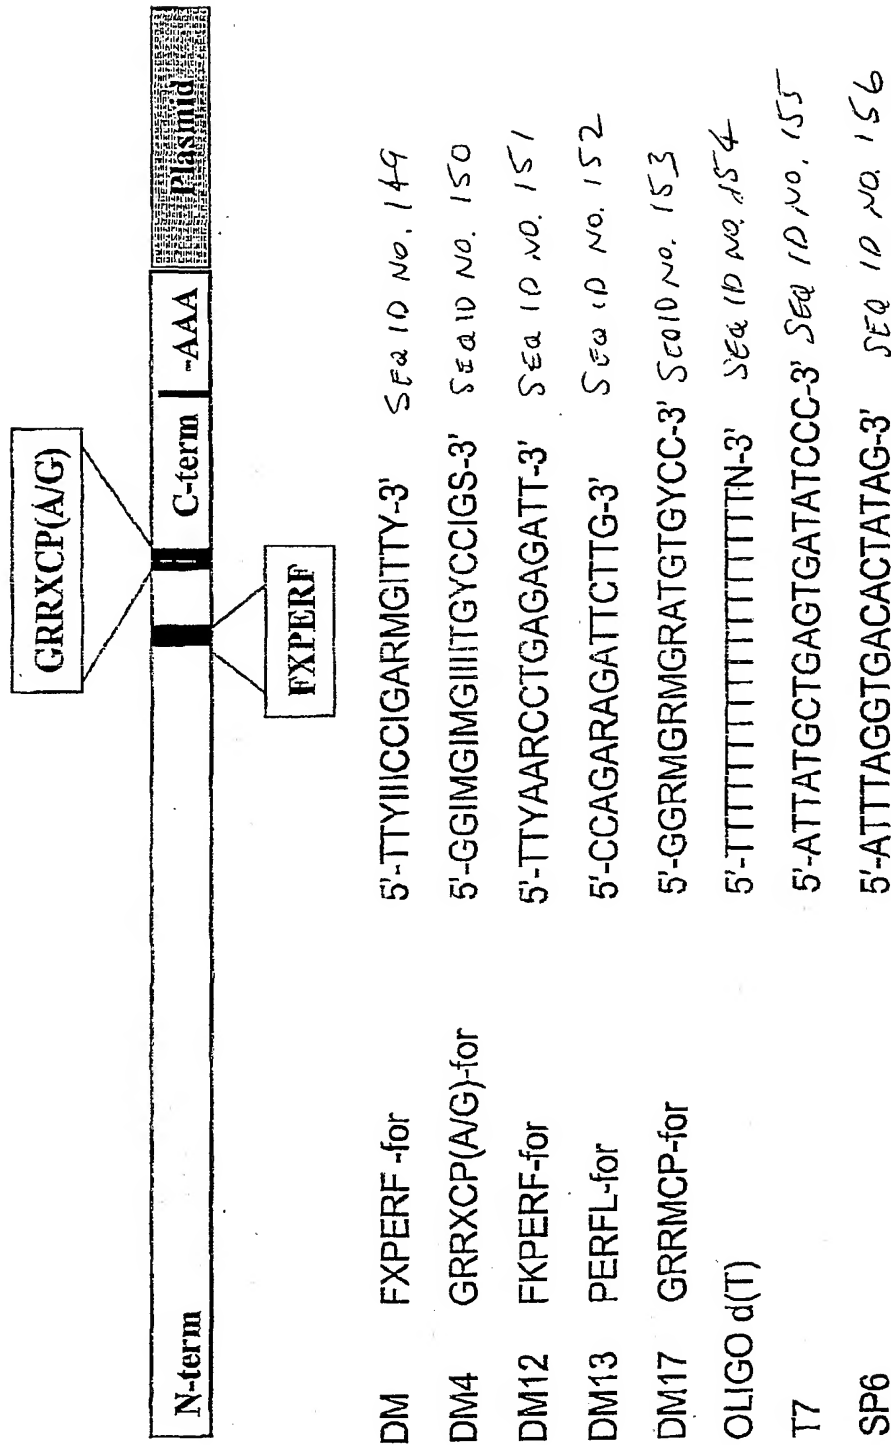 GRRXCP(A/G)
N-term
C-term
-AAA
Plasmid
FXPERF
DM FXPERF -for 5'-TTYIIICCIGARMGITTY-3' SEQ ID NO. 149
DM4 GRRXCP(A/G)-for 5'-GGIMGIMGIIIITGYCCIGS-3' SEQ ID NO. 150
DM12 FKPERF-for 5'-TTYAARCCTGAGAGATT-3' SEQ ID NO. 151
DM13 PERFL-for 5'-CCAGARAGATTCTTG-3' SEQ ID NO. 152
DM17 GRRMCP-for 5'-GGRMGRMGRATGTGYCC-3' SEQ ID NO. 153
OLIGO d(T) SEQ ID NO. 154
T7 5'-ATTATGCTGAGTGATATCCC-3' SEQ ID NO. 155
SP6 5'-ATTTAGGTGACACTATAG-3' SEQ ID NO. 156